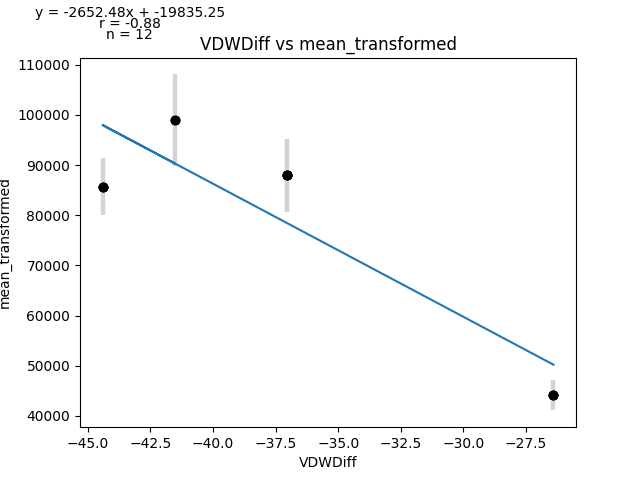 y = -2652.48x + -19835.25
r = -0.88
n = 12
VDWDiff vs mean_transformed
110000
100000
90000
80000
70000
60000
50000
40000
mean_transformed
−45.0 −42.5 −40.0 −37.5 −35.0 −32.5 −30.0 −27.5
VDWDiff